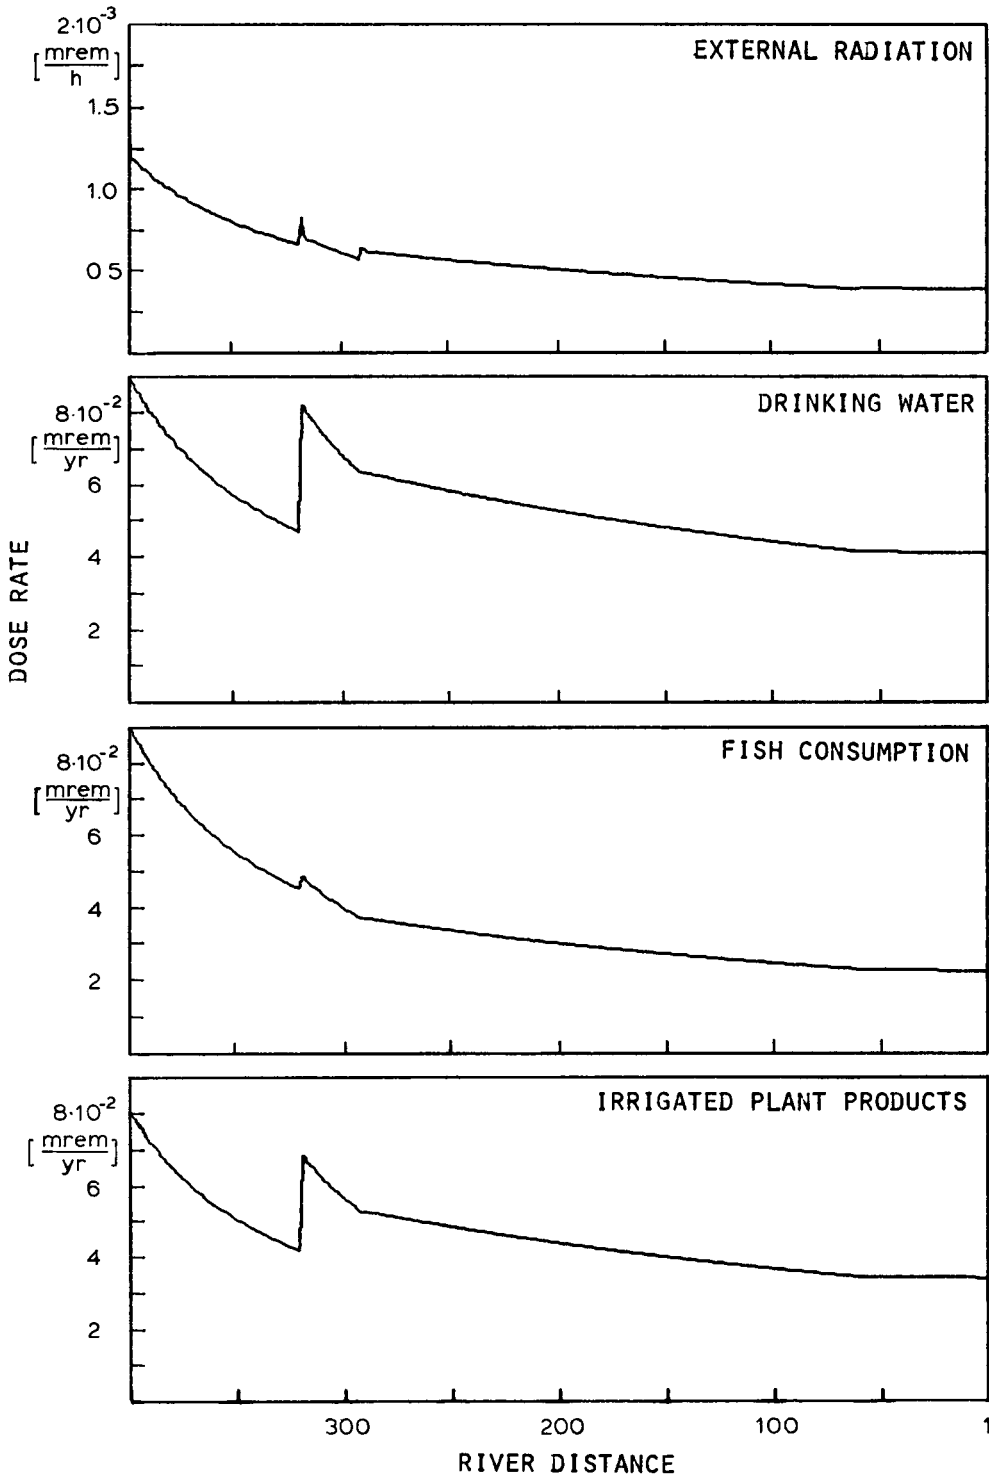 2·10⁻³
[mrem/h]
1.5
1.0
0 5
EXTERNAL RADIATION
8·10⁻²
[mrem/yr]
6
4
2
DRINKING WATER
DOSE RATE
8·10⁻²
[mrem/yr]
6
4
2
FISH CONSUMPTION
8·10⁻²
[mrem/yr]
6
4
2
IRRIGATED PLANT PRODUCTS
300 200 100 1
RIVER DISTANCE